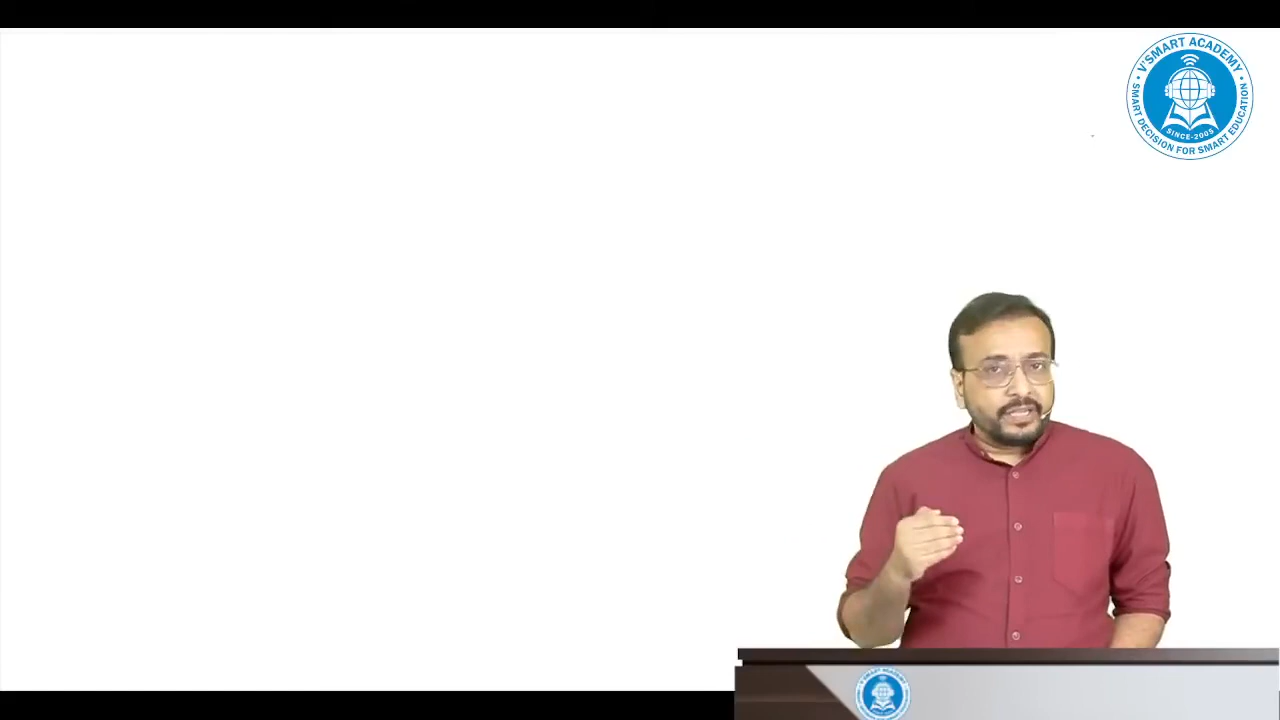 V'SMART ACADEMY
SMART DECISION FOR SMART EDUCATION
SINCE-2005